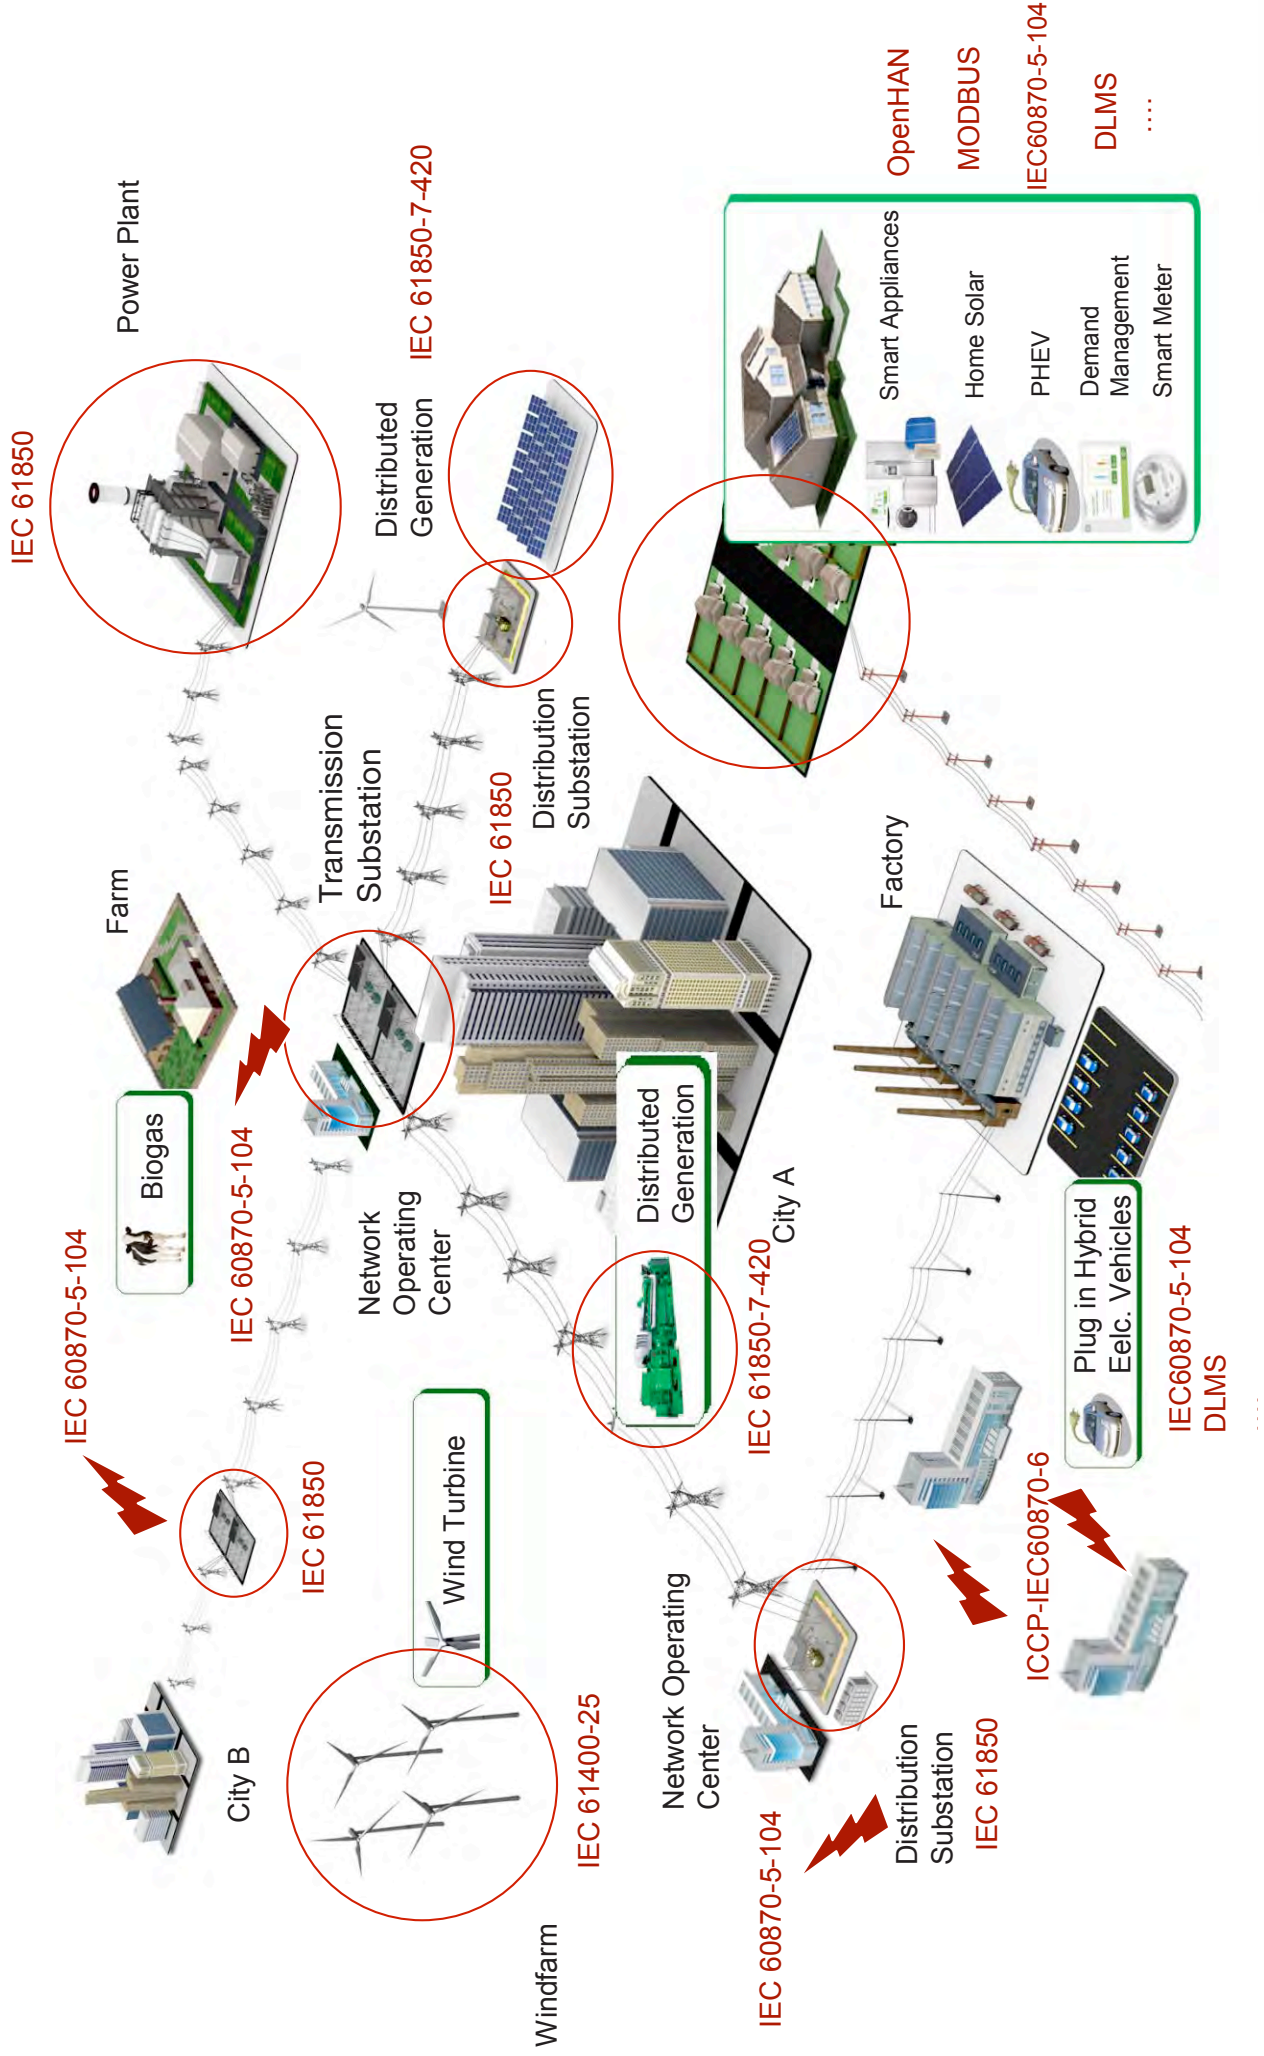 IEC 61850
IEC 60870-5-104
Farm
Power Plant
Biogas
City B
IEC 60870-5-104
IEC 61850
Transmission
Substation
Network
Operating
Center
Distributed
Generation
IEC 61850-7-420
Wind Turbine
IEC 61850
Distribution
Substation
Windfarm
IEC 61400-25
Distributed
Generation
Network Operating
Center
IEC 61850-7-420
City A
IEC 60870-5-104
Distribution
Substation
IEC 61850
Factory
Smart Appliances
Home Solar
PHEV
Demand
Management
Smart Meter
OpenHAN
MODBUS
IEC60870-5-104
DLMS
....
ICCP-IEC60870-6
Plug in Hybrid
Eelc. Vehicles
IEC60870-5-104
DLMS